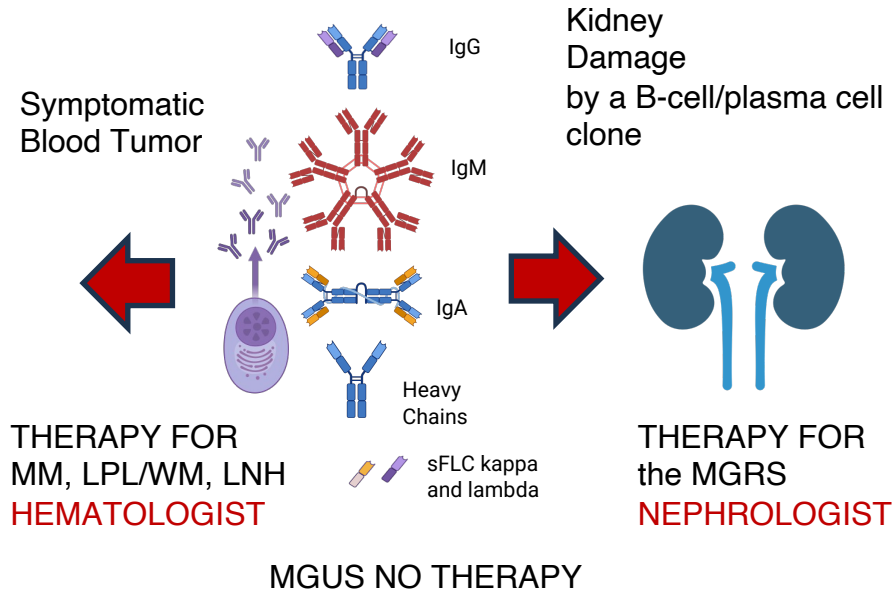 Symptomatic
Blood Tumor
IgG
IgM
IgA
Heavy
Chains
sFLC kappa
and lambda
Kidney
Damage
by a B-cell/plasma cell
clone
THERAPY FOR
MM, LPL/WM, LNH
HEMATOLOGIST
THERAPY FOR
the MGRS
NEPHROLOGIST
MGUS NO THERAPY